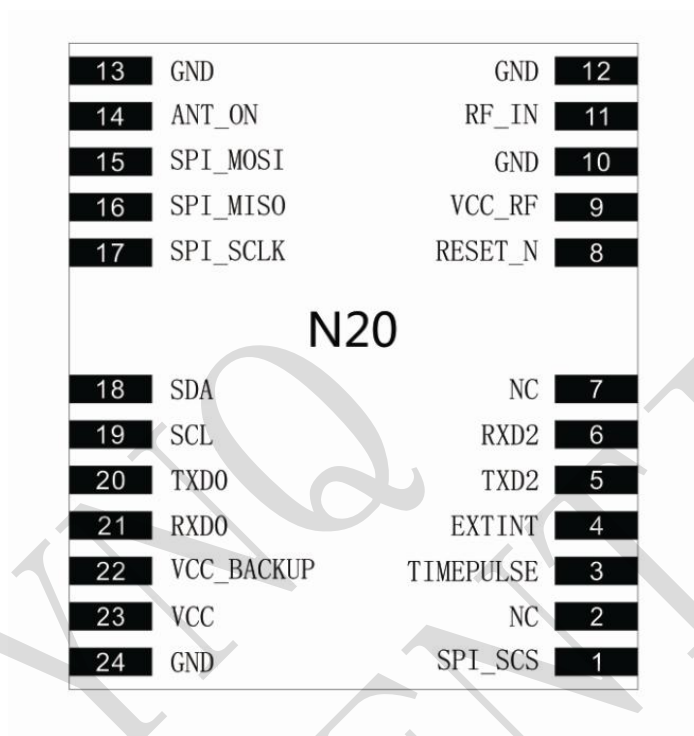 13 GND GND 12
14 ANT_ON RF_IN 11
15 SPI_MOSI GND 10
16 SPI_MISO VCC_RF 9
17 SPI_SCLK RESET_N 8
N20
18 SDA NC 7
19 SCL RXD2 6
20 TXD0 TXD2 5
21 RXD0 EXTINT 4
22 VCC_BACKUP TIMEPULSE 3
23 VCC NC 2
24 GND SPI_SCS 1